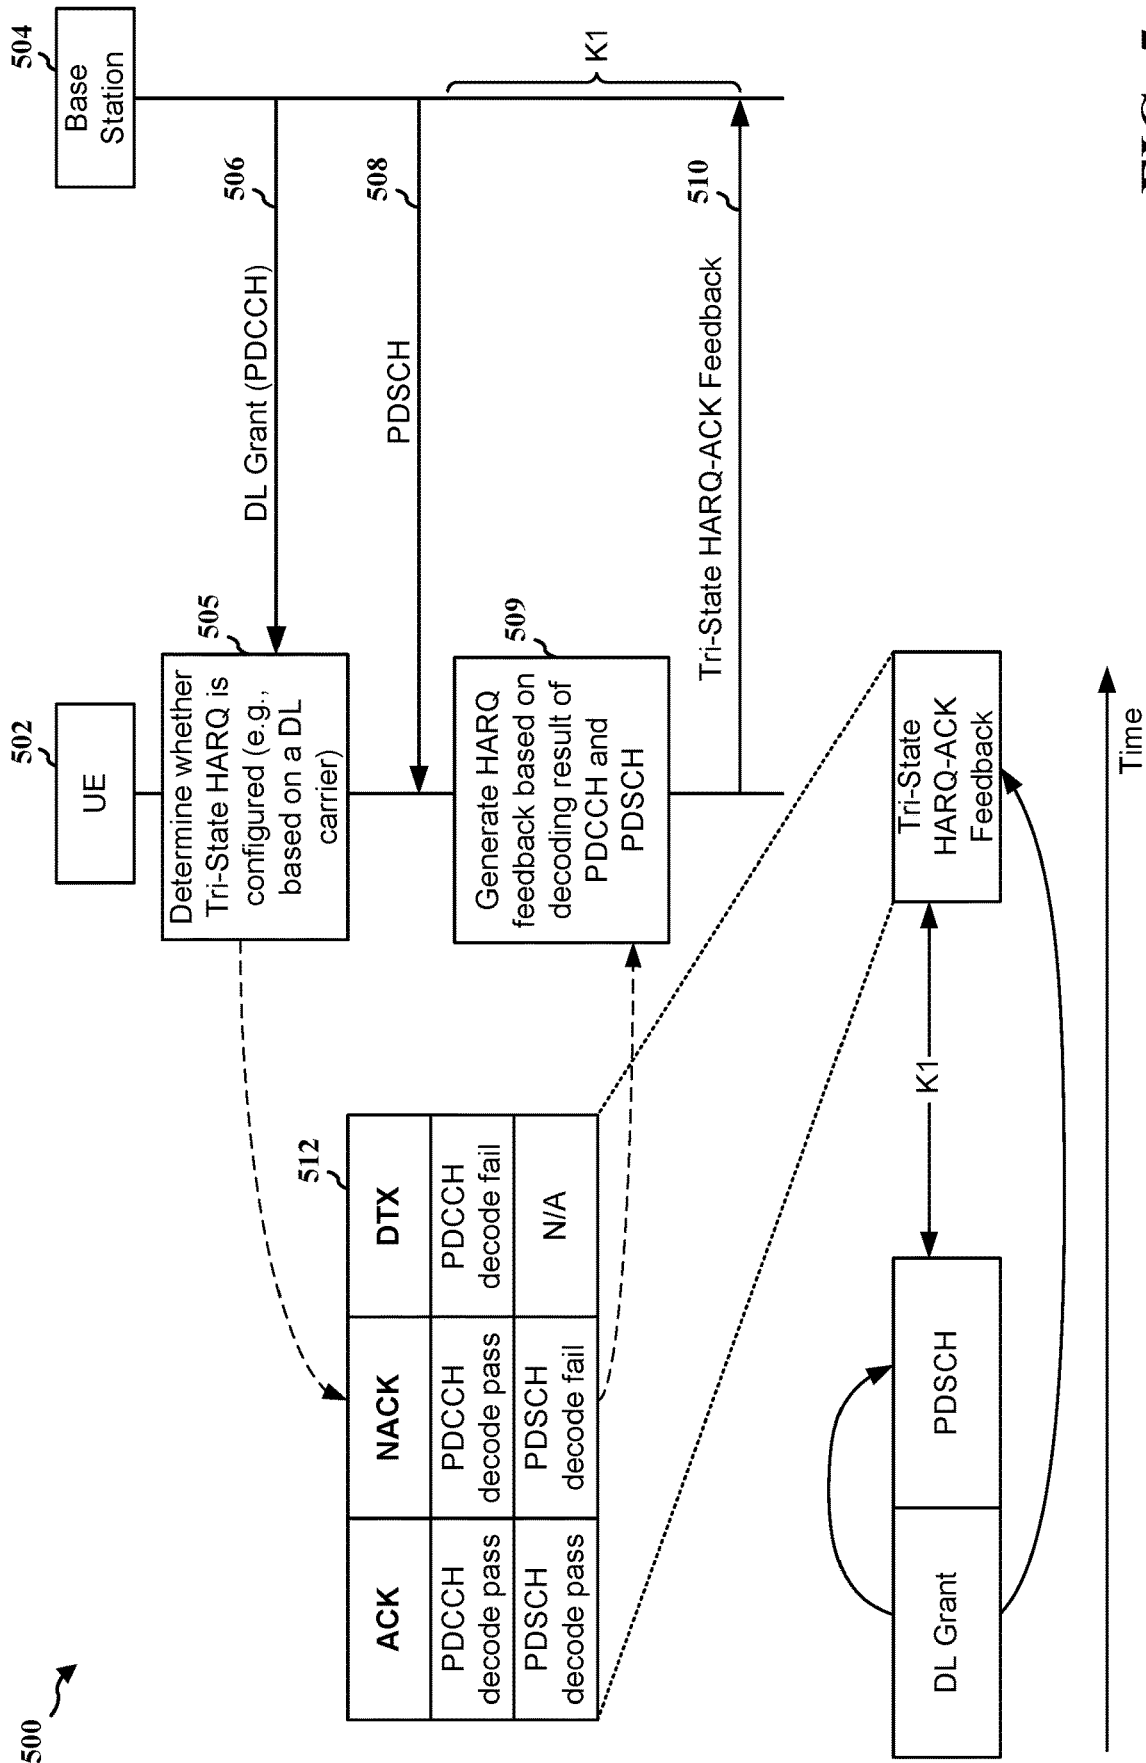 500
502
504
UE
Base
Station
505
506
Determine whether
Tri-State HARQ is
configured (e.g.,
based on a DL
carrier)
DL Grant (PDCCH)
512
508
PDSCH
ACK
NACK
DTX
PDCCH
decode pass
PDCCH
decode pass
PDCCH
decode fail
PDSCH
decode pass
PDSCH
decode fail
N/A
509
Generate HARQ
feedback based on
decoding result of
PDCCH and
PDSCH
K1
510
Tri-State HARQ-ACK Feedback
DL Grant
PDSCH
K1
Tri-State
HARQ-ACK
Feedback
Time